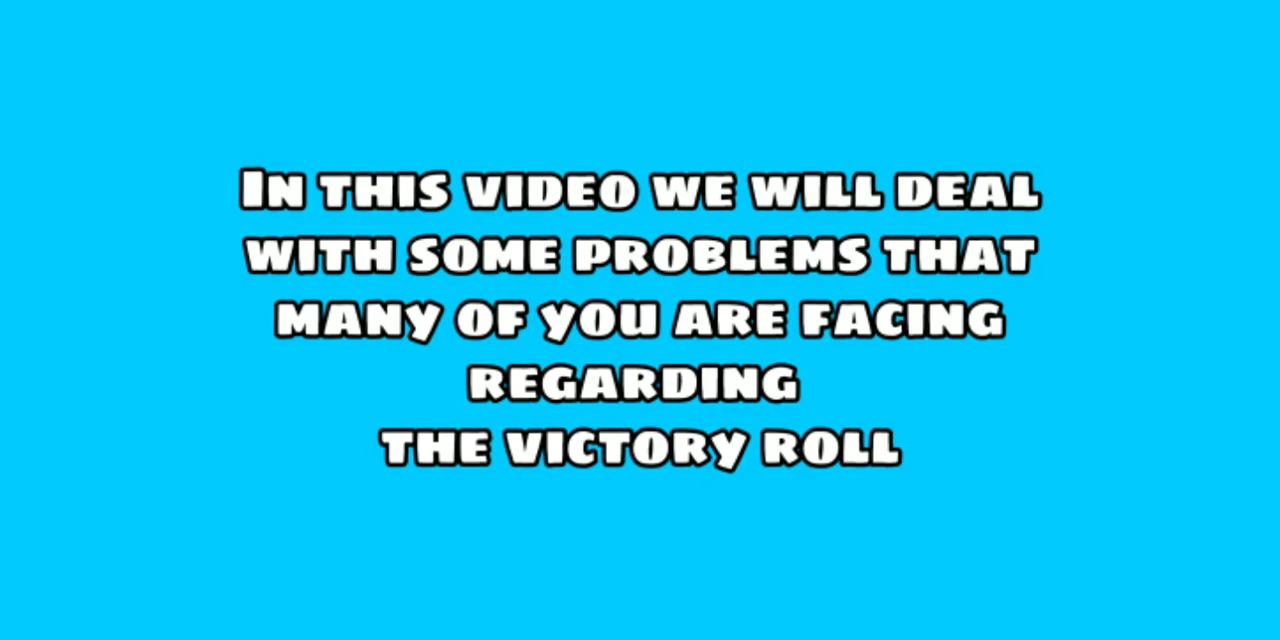 In this video we will deal
with some problems that
many of you are facing
regarding
the victory roll